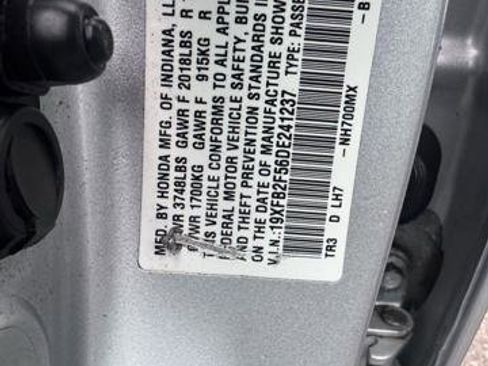 MFD. BY HONDA MFG. OF INDIANA, LL
GVWR 3748LBS GAWR F 2018LBS R 1
GVWR 1700KG GAWR F 915KG R
THIS VEHICLE CONFORMS TO ALL APPL
FEDERAL MOTOR VEHICLE SAFETY, BU
AND THEFT PREVENTION STANDARDS I
ON THE DATE OF MANUFACTURE SHOW
V.I.N.:19XFB2F56DE241237 TYPE: PASSE
TR3 D LH7 -NH700MX -B